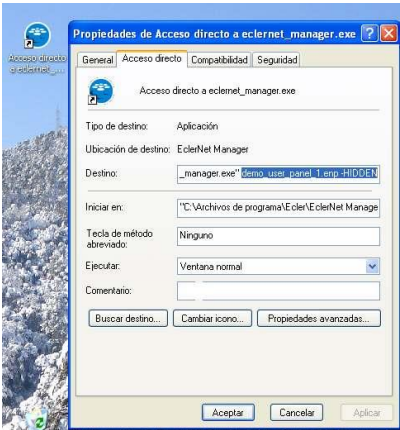 Acceso directo
a eclernet_...
Propiedades de Acceso directo a eclernet_manager.exe
General Acceso directo Compatibilidad Seguridad
Acceso directo a eclernet_manager.exe
Tipo de destino: Aplicación
Ubicación de destino: EclerNet Manager
Destino: _manager.exe" demo_user_panel_1.enp -HIDDEN
Iniciar en: "C:\Archivos de programa\Ecler\EclerNet Manage
Tecla de método
abreviado: Ninguno
Ejecutar: Ventana normal
Comentario:
Buscar destino... Cambiar icono... Propiedades avanzadas...
Aceptar Cancelar Aplicar